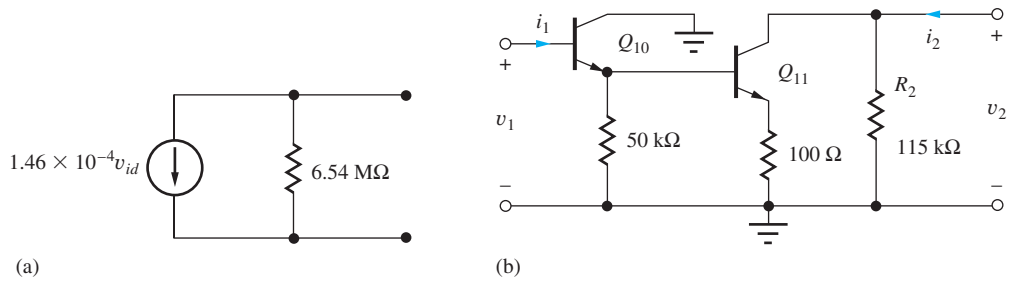 1.46 × 10⁻⁴v_id
6.54 MΩ
(a)
i₁
+
v₁
−
Q₁₀
50 kΩ
Q₁₁
100 Ω
R₂
115 kΩ
i₂
+
v₂
−
(b)